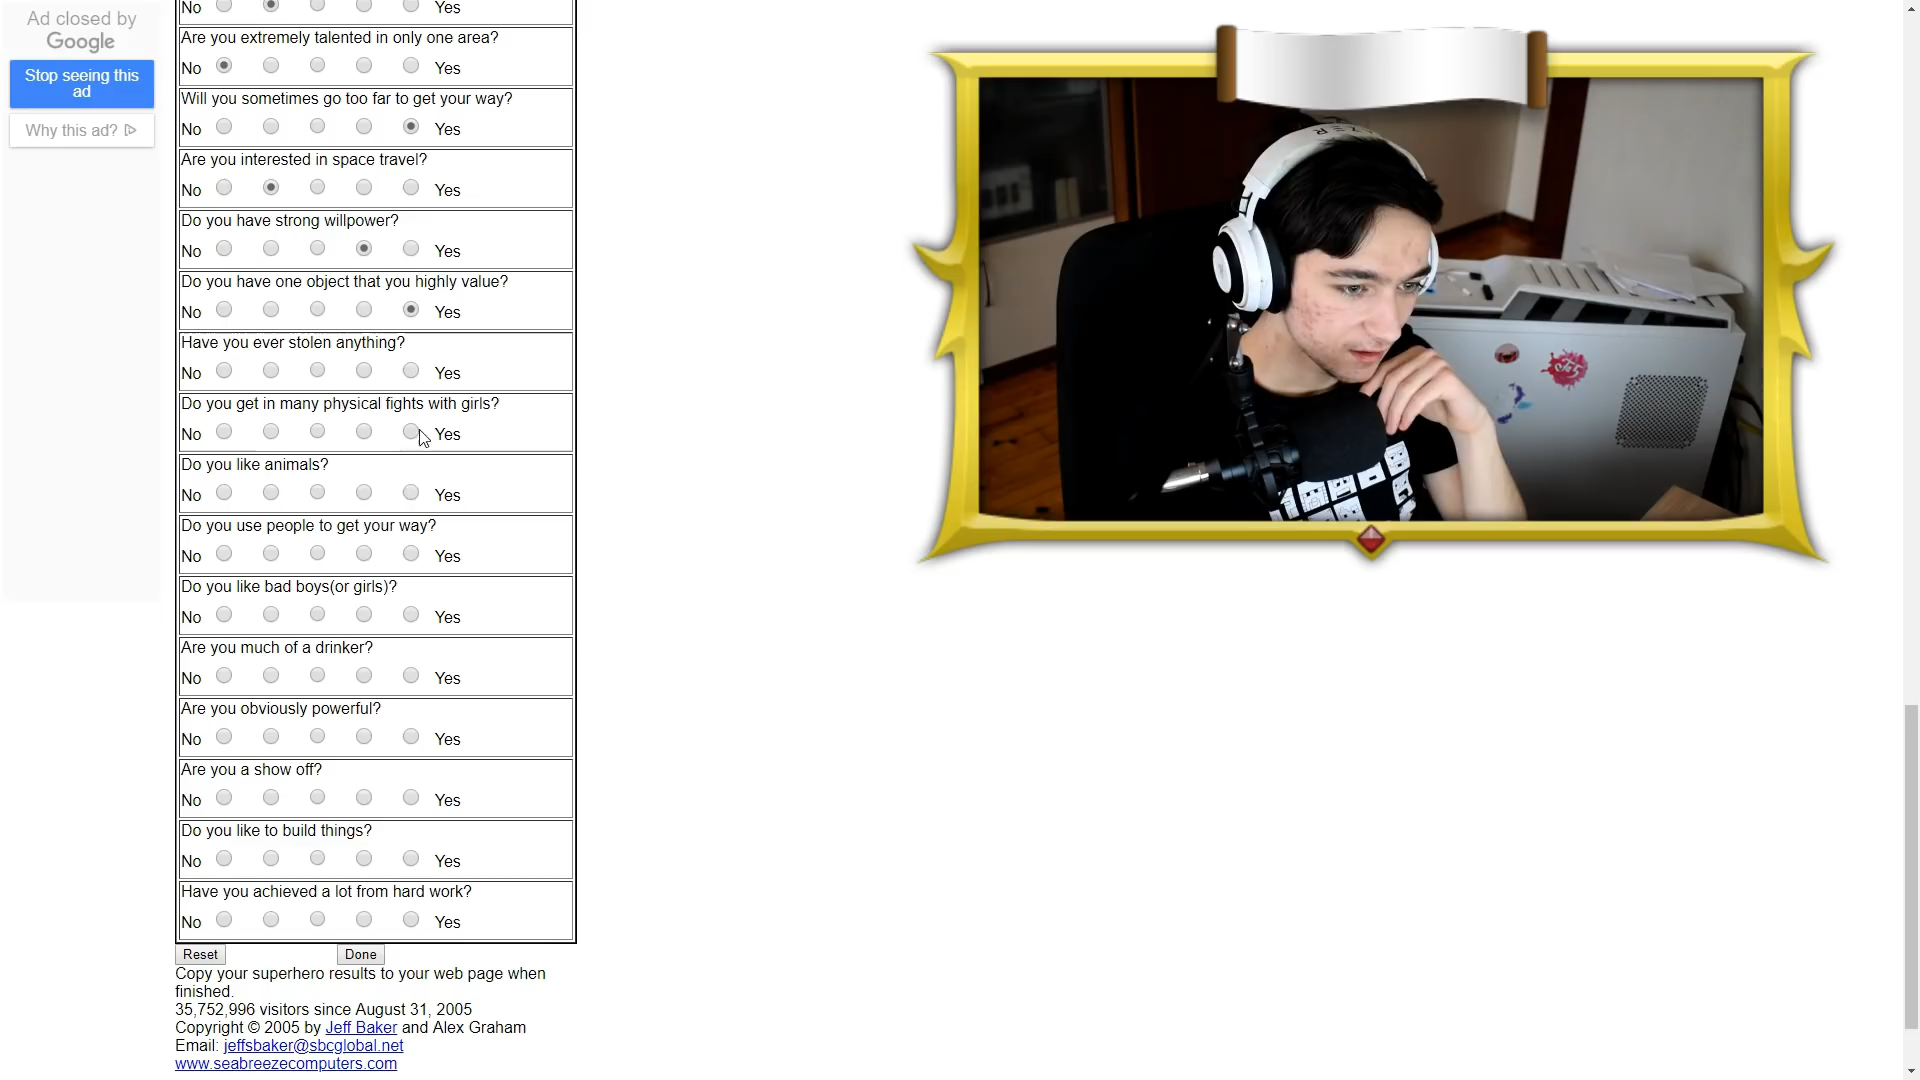 Ad closed by
Google
Stop seeing this
ad
Why this ad?
No Yes
Are you extremely talented in only one area?
No Yes
Will you sometimes go too far to get your way?
No Yes
Are you interested in space travel?
No Yes
Do you have strong willpower?
No Yes
Do you have one object that you highly value?
No Yes
Have you ever stolen anything?
No Yes
Do you get in many physical fights with girls?
No Yes
Do you like animals?
No Yes
Do you use people to get your way?
No Yes
Do you like bad boys(or girls)?
No Yes
Are you much of a drinker?
No Yes
Are you obviously powerful?
No Yes
Are you a show off?
No Yes
Do you like to build things?
No Yes
Have you achieved a lot from hard work?
No Yes
Reset Done
Copy your superhero results to your web page when
finished.
35,752,996 visitors since August 31, 2005
Copyright © 2005 by Jeff Baker and Alex Graham
Email: jeffsbaker@sbcglobal.net
www.seabreezecomputers.com